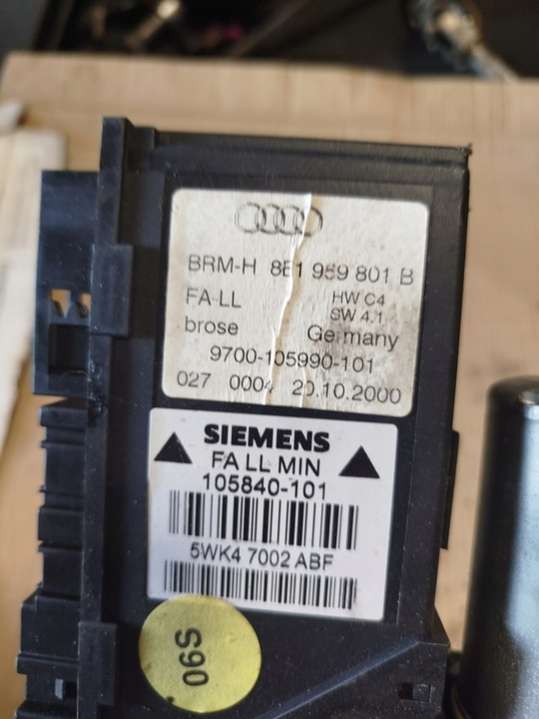 BRM-H 8E1 959 801 B
FA-LL HW C4
SW 4.1
brose Germany
9700-105990-101
027 0004 20.10.2000
SIEMENS
FA LL MIN
105840-101
5WK4 7002 ABF
S90